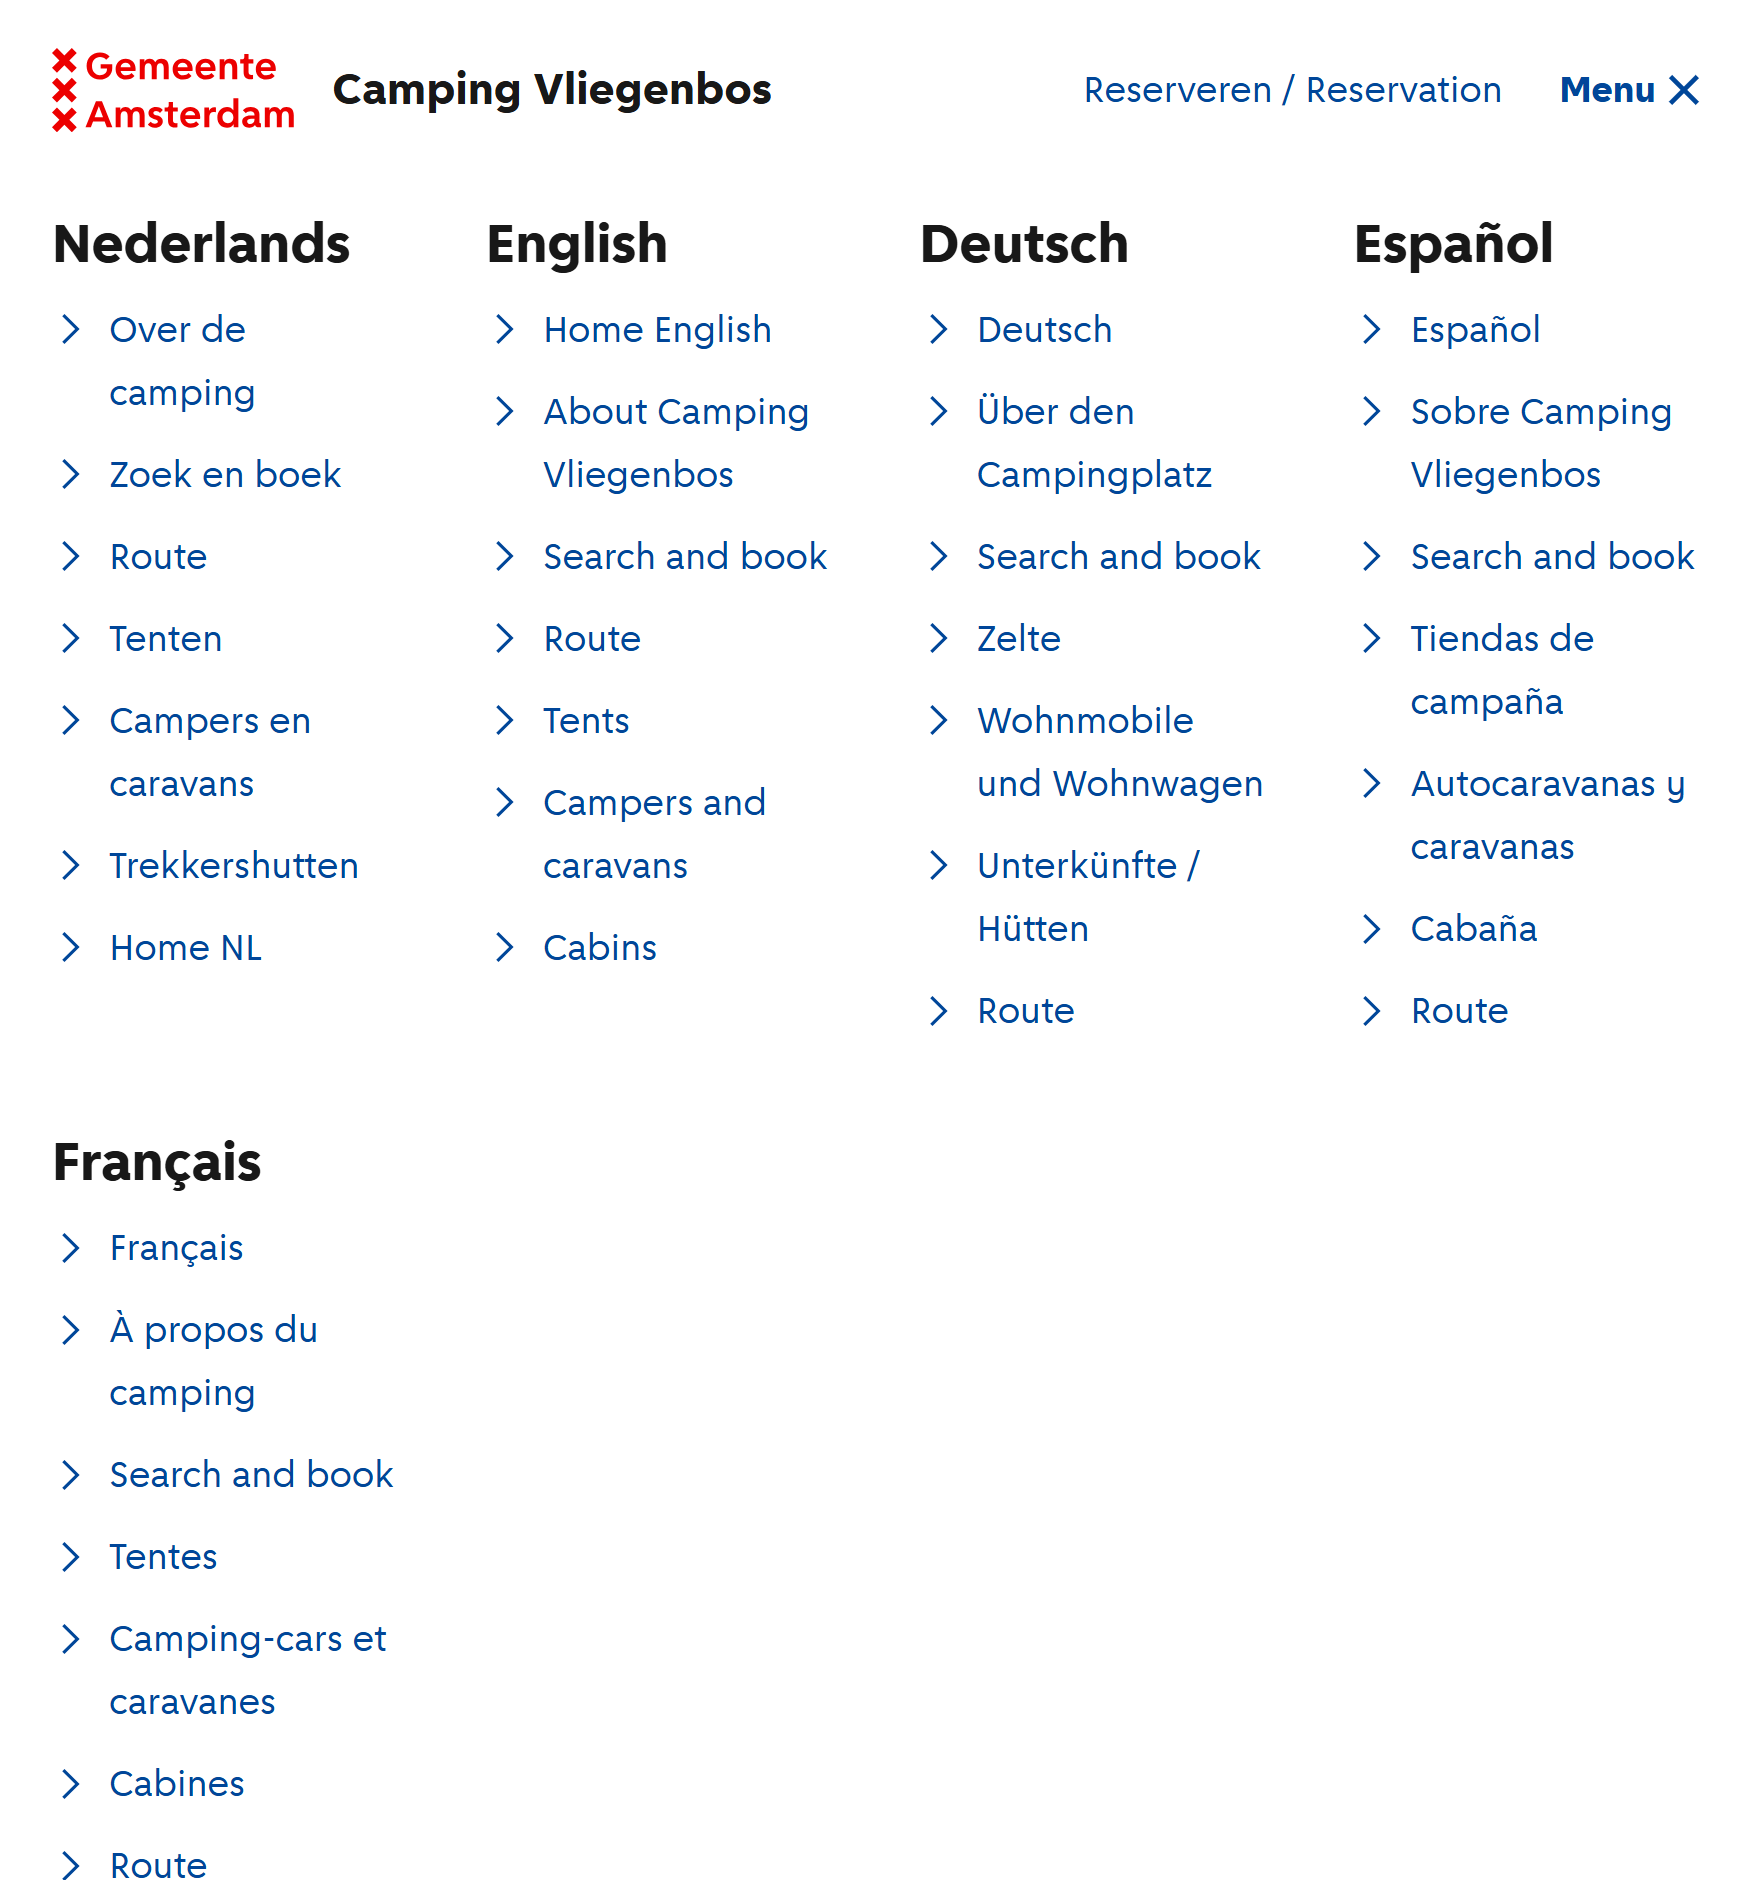 Gemeente
Amsterdam
Camping Vliegenbos
Reserveren / Reservation
Menu
Nederlands
Over de
camping
Zoek en boek
Route
Tenten
Campers en
caravans
Trekkershutten
Home NL
English
Home English
About Camping
Vliegenbos
Search and book
Route
Tents
Campers and
caravans
Cabins
Deutsch
Deutsch
Über den
Campingplatz
Search and book
Zelte
Wohnmobile
und Wohnwagen
Unterkünfte /
Hütten
Route
Español
Español
Sobre Camping
Vliegenbos
Search and book
Tiendas de
campaña
Autocaravanas y
caravanas
Cabaña
Route
Français
Français
À propos du
camping
Search and book
Tentes
Camping-cars et
caravanes
Cabines
Route